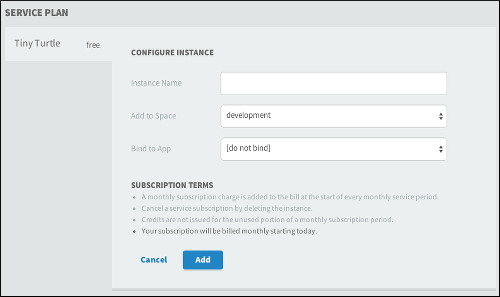 SERVICE PLAN
Tiny Turtle free
CONFIGURE INSTANCE
Instance Name
Add to Space development
Bind to App [do not bind]
SUBSCRIPTION TERMS
• A monthly subscription charge is added to the bill at the start of every monthly service period.
• Cancel a service subscription by deleting the instance.
• Credits are not issued for the unused portion of a monthly subscription period.
• Your subscription will be billed monthly starting today.
Cancel Add